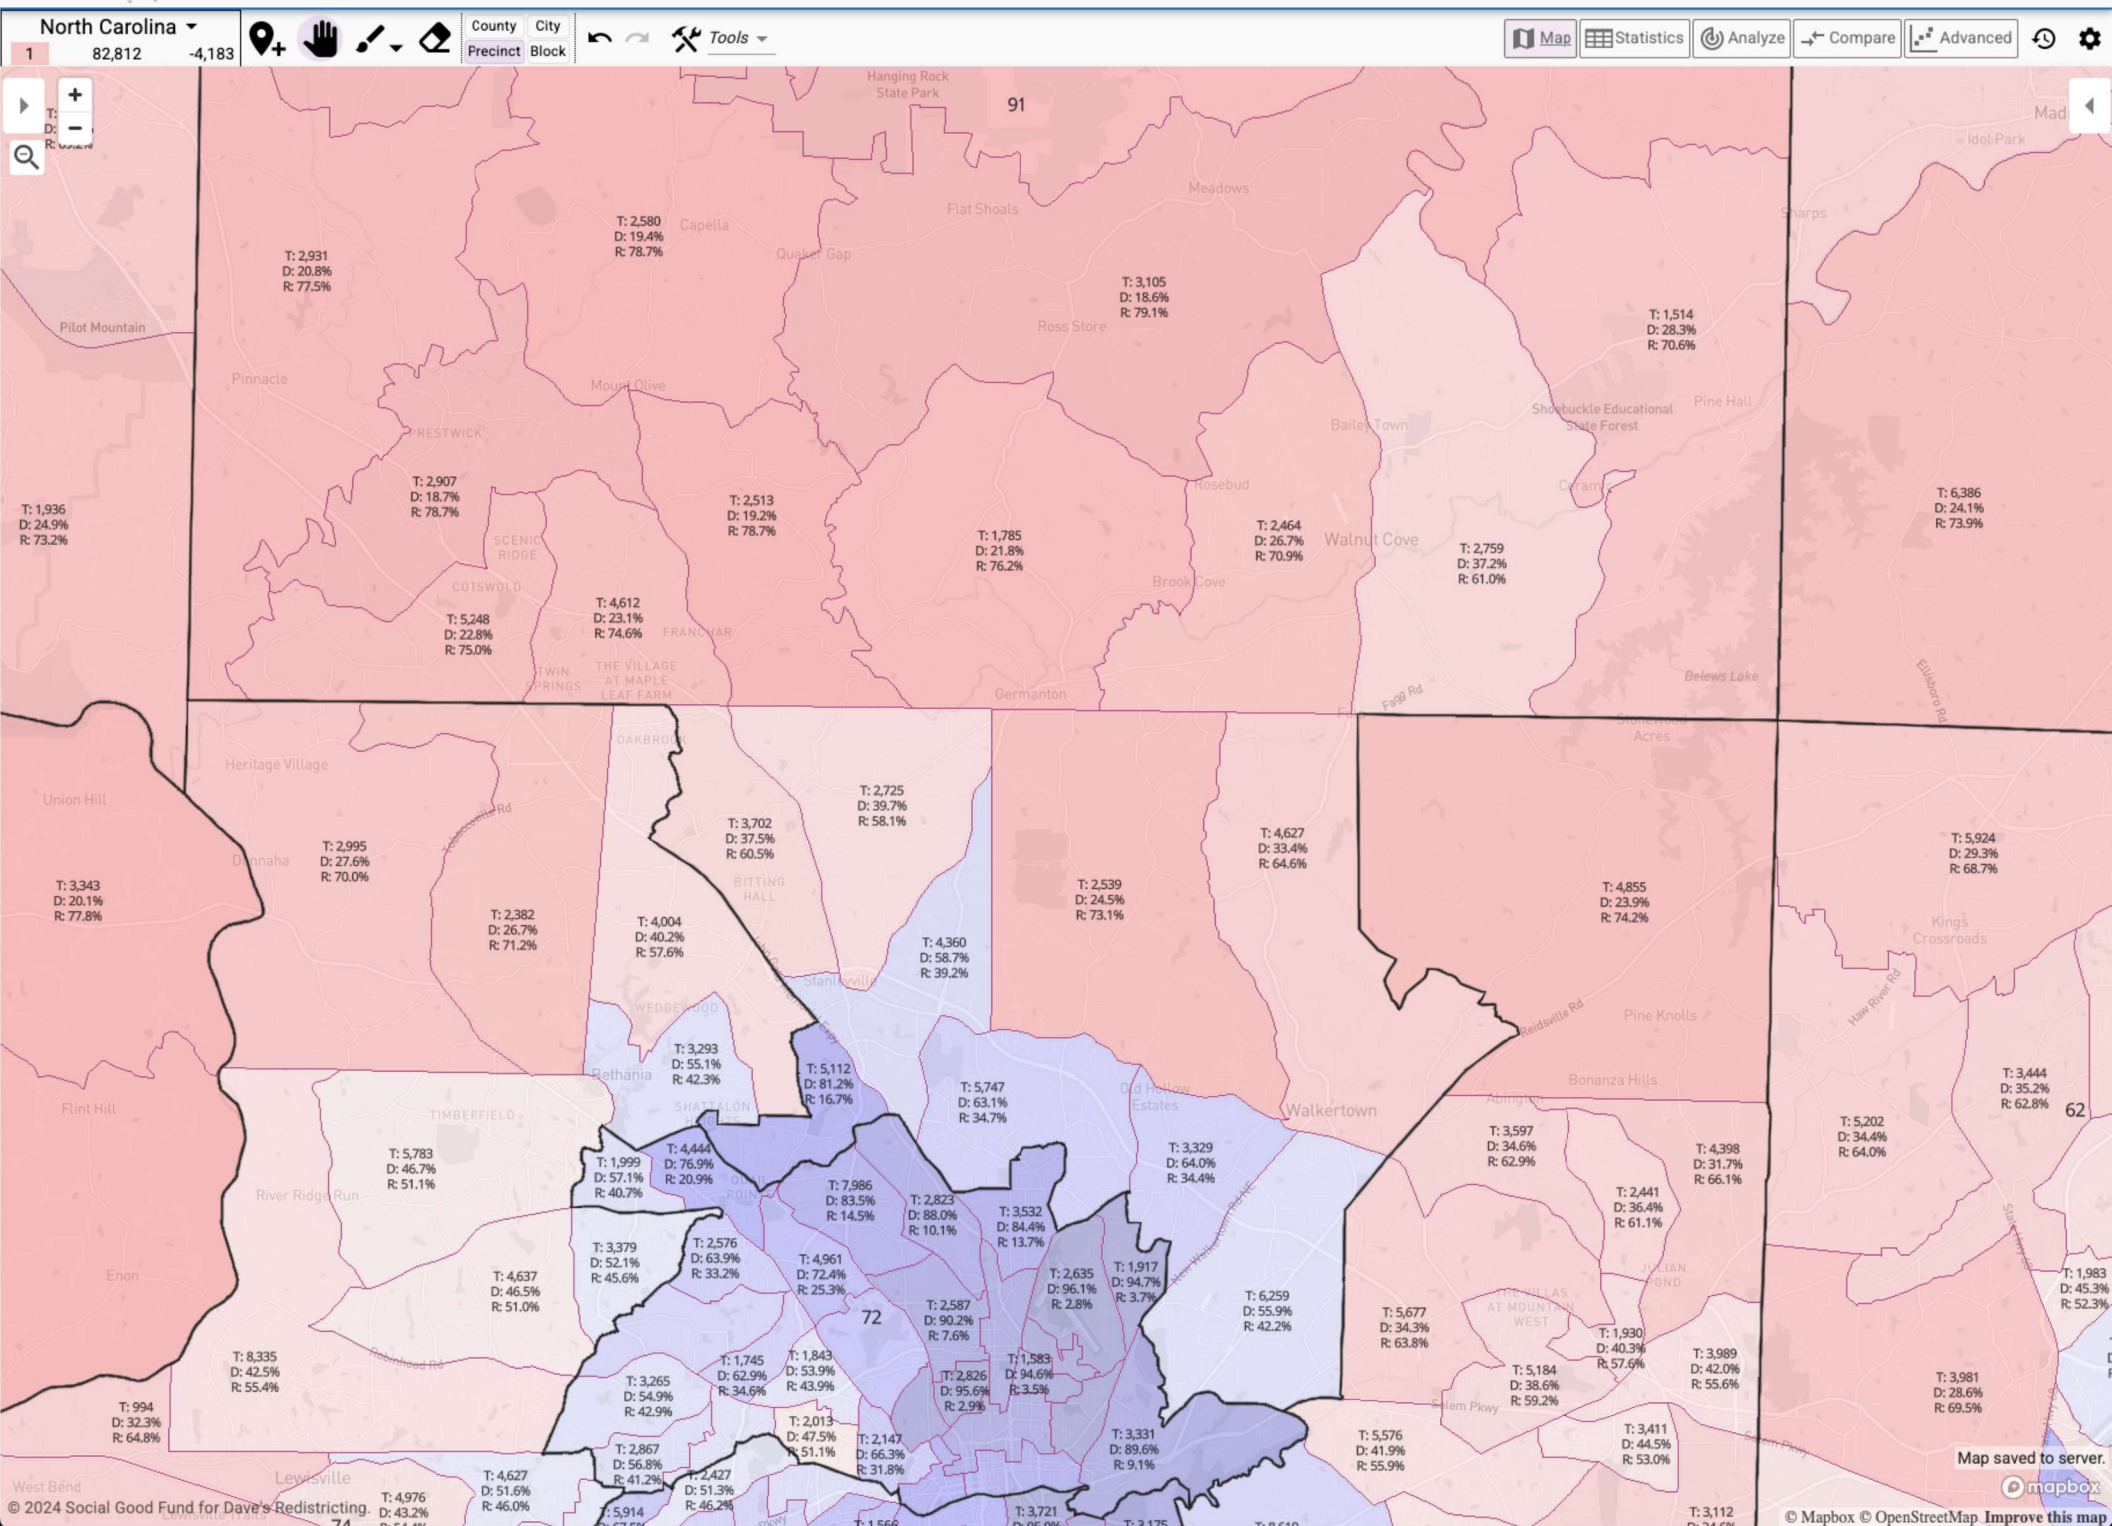 North Carolina
1 82,812 -4,183
County City
Precinct Block
Tools
Map Statistics Analyze Compare Advanced
Hanging Rock
State Park
91
Idol Park
Meadows
Flat Shoals
Sharps
Capella
Quaker Gap
T: 2,580
D: 19.4%
R: 78.7%
T: 2,931
D: 20.8%
R: 77.5%
T: 3,105
D: 18.6%
R: 79.1%
T: 1,514
D: 28.3%
R: 70.6%
Pilot Mountain
Ross Store
Pinnacle
Mount Olive
Shoebuckle Educational
State Forest
Pine Hall
Bailey Town
PRESTWICK
T: 2,907
D: 18.7%
R: 78.7%
T: 2,513
D: 19.2%
R: 78.7%
Rosebud
T: 1,936
D: 24.9%
R: 73.2%
T: 6,386
D: 24.1%
R: 73.9%
SCENIC
RIDGE
T: 1,785
D: 21.8%
R: 76.2%
T: 2,464
D: 26.7%
R: 70.9%
Walnut Cove
T: 2,759
D: 37.2%
R: 61.0%
COTSWOLD
Brook Cove
T: 5,248
D: 22.8%
R: 75.0%
T: 4,612
D: 23.1%
R: 74.6%
FRANCHAR
TWIN
SPRINGS
THE VILLAGE
AT MAPLE
LEAF FARM
Germanton
Fagg Rd
Belews Lake
Ellisboro Rd
Stonewood
Acres
OAKBROOK
Heritage Village
Union Hill
Tobaccoville Rd
T: 2,725
D: 39.7%
R: 58.1%
T: 3,702
D: 37.5%
R: 60.5%
T: 4,627
D: 33.4%
R: 64.6%
T: 5,924
D: 29.3%
R: 68.7%
Donnaha
T: 2,995
D: 27.6%
R: 70.0%
BITTING
HALL
T: 3,343
D: 20.1%
R: 77.8%
T: 2,539
D: 24.5%
R: 73.1%
T: 4,855
D: 23.9%
R: 74.2%
T: 2,382
D: 26.7%
R: 71.2%
T: 4,004
D: 40.2%
R: 57.6%
T: 4,360
D: 58.7%
R: 39.2%
Kings
Crossroads
Stanleyville
WEDGEWOOD
Haw River Rd
Reidsville Rd
Pine Knolls
T: 3,293
D: 55.1%
R: 42.3%
Bethania
T: 5,112
D: 81.2%
R: 16.7%
T: 5,747
D: 63.1%
R: 34.7%
Old Hollow
Estates
Bonanza Hills
Abington
T: 3,444
D: 35.2%
R: 62.8%
62
Flint Hill
TIMBERFIELD
SHATTALON
HEIGHTS
Walkertown
T: 5,783
D: 46.7%
R: 51.1%
T: 1,999
D: 57.1%
R: 40.7%
T: 4,444
D: 76.9%
R: 20.9%
T: 3,329
D: 64.0%
R: 34.4%
T: 3,597
D: 34.6%
R: 62.9%
T: 4,398
D: 31.7%
R: 66.1%
T: 5,202
D: 34.4%
R: 64.0%
River Ridge Run
QUAIL
POINTE
T: 7,986
D: 83.5%
R: 14.5%
T: 2,823
D: 88.0%
R: 10.1%
T: 3,532
D: 84.4%
R: 13.7%
T: 2,441
D: 36.4%
R: 61.1%
New Walkertown Rd NE
Enon
T: 3,379
D: 52.1%
R: 45.6%
T: 2,576
D: 63.9%
R: 33.2%
T: 4,961
D: 72.4%
R: 25.3%
T: 2,635
D: 96.1%
R: 2.8%
T: 1,917
D: 94.7%
R: 3.7%
JULIAN
POND
T: 1,983
D: 45.3%
R: 52.3%
T: 4,637
D: 46.5%
R: 51.0%
72
T: 2,587
D: 90.2%
R: 7.6%
T: 6,259
D: 55.9%
R: 42.2%
T: 5,677
D: 34.3%
R: 63.8%
THE VILLAS
AT MOUNTAIN
WEST
T: 1,930
D: 40.3%
R: 57.6%
T: 8,335
D: 42.5%
R: 55.4%
Robinhood Rd
T: 3,265
D: 54.9%
R: 42.9%
T: 1,745
D: 62.9%
R: 34.6%
T: 1,843
D: 53.9%
R: 43.9%
T: 2,826
D: 95.6%
R: 2.9%
T: 1,583
D: 94.6%
R: 3.5%
T: 5,184
D: 38.6%
R: 59.2%
T: 3,989
D: 42.0%
R: 55.6%
T: 3,981
D: 28.6%
R: 69.5%
T: 994
D: 32.3%
R: 64.8%
Salem Pkwy
T: 2,013
D: 47.5%
R: 51.1%
T: 2,147
D: 66.3%
R: 31.8%
T: 3,331
D: 89.6%
R: 9.1%
T: 5,576
D: 41.9%
R: 55.9%
T: 3,411
D: 44.5%
R: 53.0%
Salem Pkwy
T: 2,867
D: 56.8%
R: 41.2%
Map saved to server.
West Bend
Lewisville
T: 4,627
D: 51.6%
R: 46.0%
T: 2,427
D: 51.3%
R: 46.2%
mapbox
T: 4,976
D: 43.2%
T: 5,914
T: 3,721
T: 3,112
© 2024 Social Good Fund for Dave's Redistricting.
© Mapbox © OpenStreetMap Improve this map